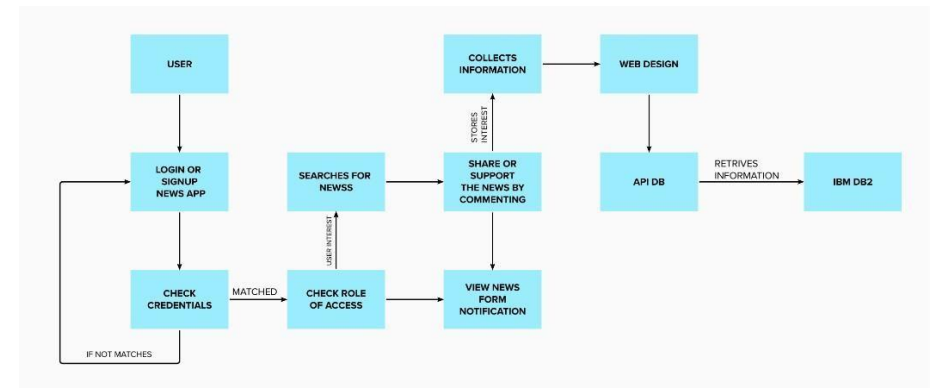 USER
COLLECTS
INFORMATION
WEB DESIGN
STORES
INTEREST
LOGIN OR
SIGNUP
NEWS APP
SEARCHES FOR
NEWSS
SHARE OR
SUPPORT
THE NEWS BY
COMMENTING
API DB
RETRIVES
INFORMATION
IBM DB2
USER INTEREST
CHECK
CREDENTIALS
MATCHED
CHECK ROLE
OF ACCESS
VIEW NEWS
FORM
NOTIFICATION
IF NOT MATCHES